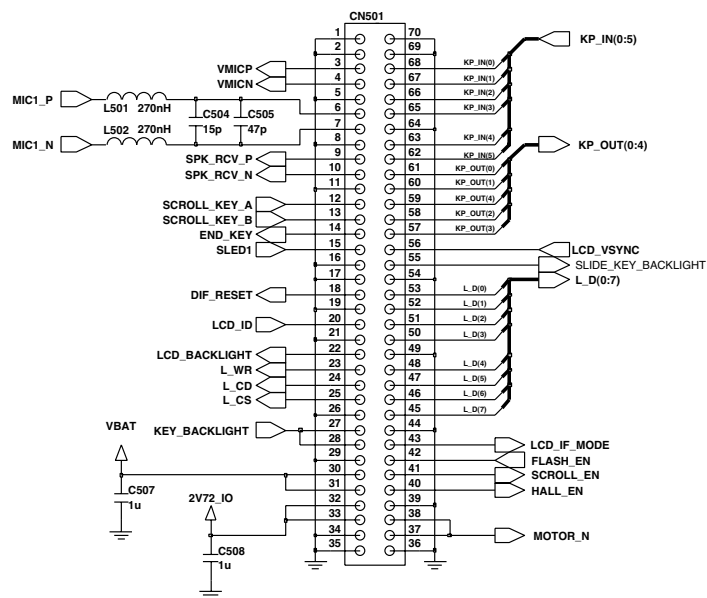 CN501
1 70
2 69
VMICP 3 68 KP_IN(0) KP_IN(0:5)
VMICN 4 67 KP_IN(1)
MIC1_P L501 270nH 5 66 KP_IN(2)
C504 C505 6 65 KP_IN(3)
L502 270nH 15p 47p 7 64
MIC1_N 8 63 KP_IN(4)
SPK_RCV_P 9 62 KP_IN(5) KP_OUT(0:4)
SPK_RCV_N 10 61 KP_OUT(0)
11 60 KP_OUT(1)
SCROLL_KEY_A 12 59 KP_OUT(4)
SCROLL_KEY_B 13 58 KP_OUT(2)
END_KEY 14 57 KP_OUT(3)
SLED1 15 56 LCD_VSYNC
16 55 SLIDE_KEY_BACKLIGHT
17 54 L_D(0:7)
DIF_RESET 18 53 L_D(0)
19 52 L_D(1)
LCD_ID 20 51 L_D(2)
21 50 L_D(3)
LCD_BACKLIGHT 22 49
L_WR 23 48 L_D(4)
L_CD 24 47 L_D(5)
L_CS 25 46 L_D(6)
26 45 L_D(7)
VBAT KEY_BACKLIGHT 27 44
28 43 LCD_IF_MODE
29 42 FLASH_EN
30 41 SCROLL_EN
C507 1u 31 40 HALL_EN
2V72_IO 32 39
33 38
34 37 MOTOR_N
C508 1u 35 36